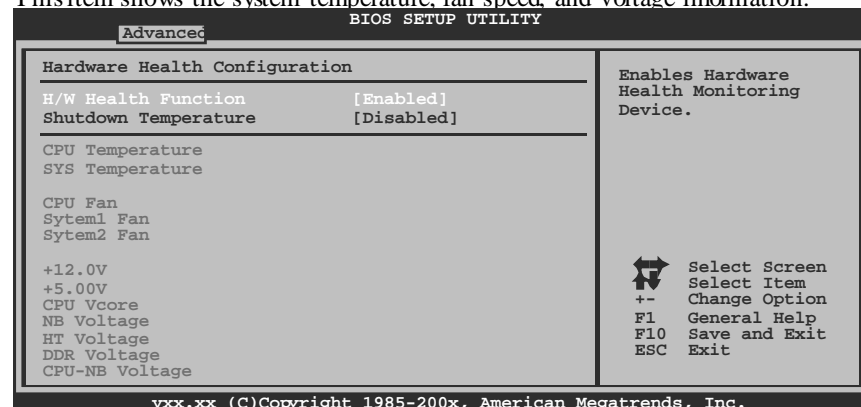 This item shows the system temperature, fan speed, and voltage information.
BIOS SETUP UTILITY
Advanced
Hardware Health Configuration
H/W Health Function [Enabled]
Shutdown Temperature [Disabled]
CPU Temperature
SYS Temperature
CPU Fan
Sytem1 Fan
Sytem2 Fan
+12.0V
+5.00V
CPU Vcore
NB Voltage
HT Voltage
DDR Voltage
CPU-NB Voltage
Enables Hardware
Health Monitoring
Device.
Select Screen
Select Item
+- Change Option
F1 General Help
F10 Save and Exit
ESC Exit
vxx.xx (C)Copyright 1985-200x, American Megatrends, Inc.